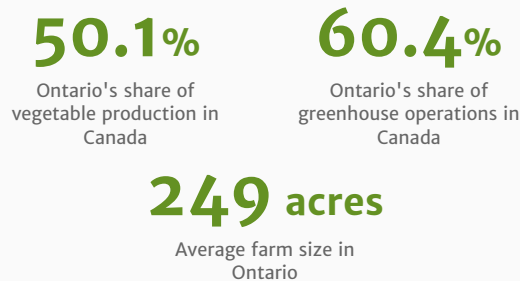 50.1%
Ontario's share of
vegetable production in
Canada
60.4%
Ontario's share of
greenhouse operations in
Canada
249 acres
Average farm size in
Ontario